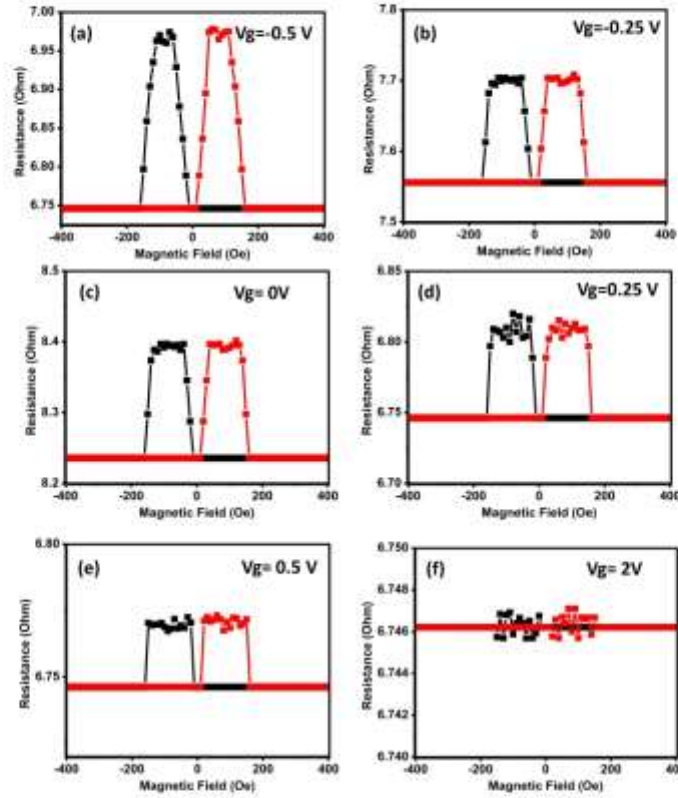 (a)
Vg=-0.5 V
7.00
6.95
6.90
6.85
6.80
6.75
Resistance (Ohm)
-400
-200
0
200
400
Magnetic Field (Oe)
(b)
Vg=-0.25 V
7.8
7.7
7.6
7.5
Resistance (Ohm)
-400
-200
0
200
400
Magnetic Field (Oe)
(c)
Vg= 0V
8.5
8.4
8.3
8.2
Resistance (Ohm)
-400
-200
0
200
400
Magnetic Field (Oe)
(d)
Vg=0.25 V
6.85
6.80
6.75
6.70
Resistance (Ohm)
-400
-200
0
200
400
Magnetic Field (Oe)
(e)
Vg= 0.5 V
6.80
6.75
Resistance (Ohm)
-400
-200
0
200
400
Magnetic Field (Oe)
(f)
Vg= 2V
6.750
6.748
6.746
6.744
6.742
6.740
Resistance (Ohm)
-400
-200
0
200
400
Magnetic Field (Oe)